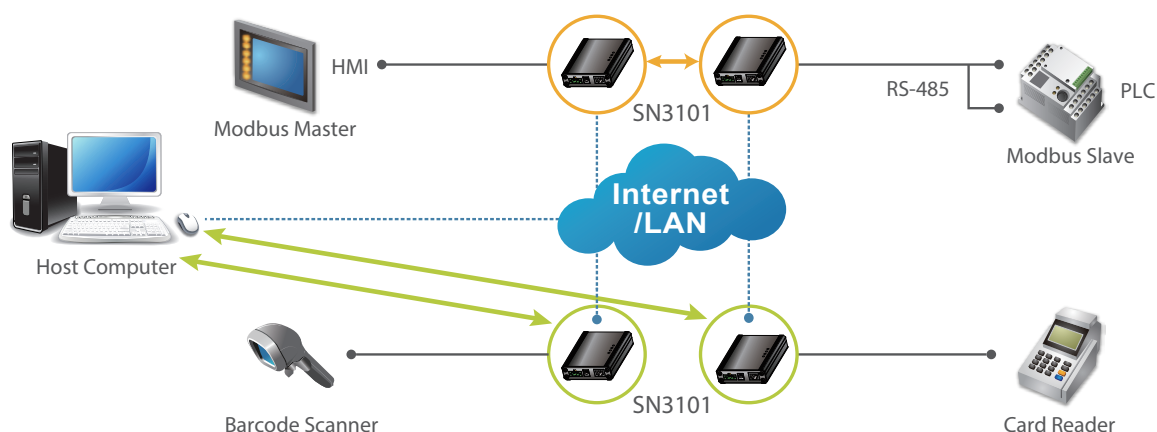 HMI
SN3101
RS-485
PLC
Modbus Master
Modbus Slave
Internet
/LAN
Host Computer
SN3101
Barcode Scanner
Card Reader